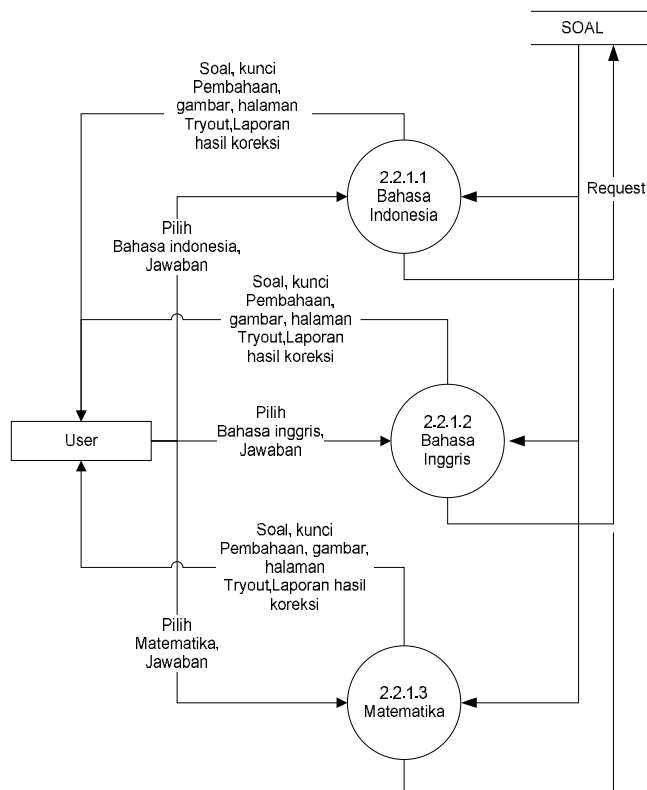 SOAL
Soal, kunci
Pembahaan,
gambar, halaman
Tryout,Laporan
hasil koreksi
2.2.1.1
Bahasa
Indonesia
Request
Pilih
Bahasa indonesia,
Jawaban
Soal, kunci
Pembahaan,
gambar, halaman
Tryout,Laporan
hasil koreksi
User
Pilih
Bahasa inggris,
Jawaban
2.2.1.2
Bahasa
Inggris
Soal, kunci
Pembahaan, gambar,
halaman
Tryout,Laporan hasil
koreksi
Pilih
Matematika,
Jawaban
2.2.1.3
Matematika